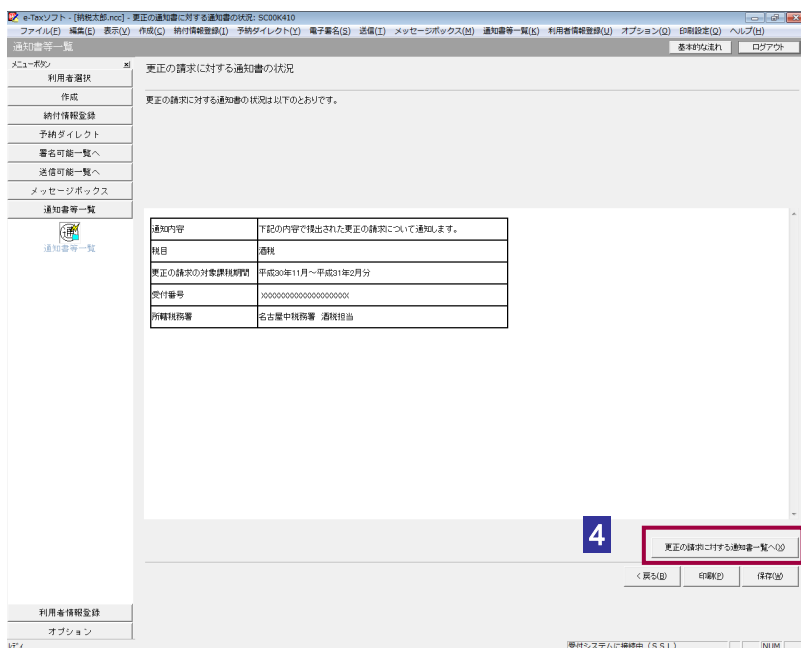 e-Taxソフト - [納税太郎.ncc] - 更正の通知書に対する通知書の状況: SC00K410
ファイル(F) 編集(E) 表示(V) 作成(C) 納付情報登録(I) 予納ダイレクト(Y) 電子署名(S) 送信(T) メッセージボックス(M) 通知書等一覧(K) 利用者情報登録(U) オプション(O) 印刷設定(Q) ヘルプ(H)
通知書等一覧 基本的な流れ ログアウト
メニューボタン
利用者選択
作成
納付情報登録
予納ダイレクト
署名可能一覧へ
送信可能一覧へ
メッセージボックス
通知書等一覧
通知書等一覧
利用者情報登録
オプション
更正の請求に対する通知書の状況
更正の請求に対する通知書の状況は以下のとおりです。
通知内容 下記の内容で提出された更正の請求について通知します。
税目 酒税
更正の請求の対象課税期間 平成30年11月～平成31年2月分
受付番号 XXXXXXXXXXXXXXXXXXXX
所轄税務署 名古屋中税務署 酒税担当
4
更正の請求に対する通知書一覧へ(X)
< 戻る(B) 印刷(P) 保存(W)
レディ 受付システムに接続中（ＳＳＬ） NUM